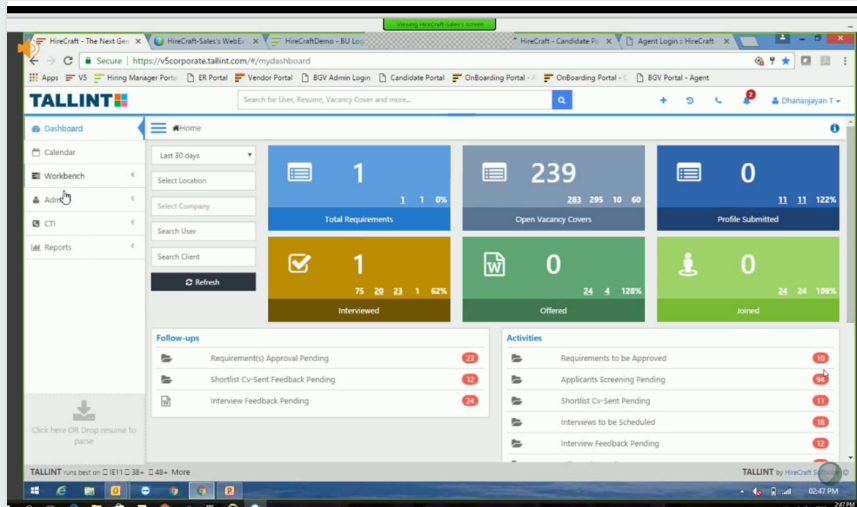 Viewing HireCraft-Sales's screen
HireCraft - The Next Gen
HireCraft-Sales's WebEx
HireCraftDemo - BU Log
HireCraft - Candidate Po
Agent Login :: HireCraft
Secure | https://v5corporate.tallint.com/#/mydashboard
Apps V5 Hiring Manager Portal ER Portal Vendor Portal BGV Admin Login Candidate Portal OnBoarding Portal - A OnBoarding Portal - C BGV Portal - Agent
TALLINT
Search for User, Resume, Vacancy Cover and more...
2
Dhananjayan T
Dashboard
Home
Calendar
Workbench
CTI
Reports
Click here OR Drop resume to
parse
Last 30 days
Select Location
Select Company
Search User
Search Client
Refresh
1
1 1 0%
Total Requirements
239
283 295 10 60
Open Vacancy Covers
0
11 11 122%
Profile Submitted
1
75 20 23 1 62%
Interviewed
0
24 4 128%
Offered
0
24 24 109%
Joined
Follow-ups
Requirement(s) Approval Pending 23
Shortlist Cv-Sent Feedback Pending 12
Interview Feedback Pending 24
Activities
Requirements to be Approved 10
Applicants Screening Pending 94
Shortlist Cv-Sent Pending 11
Interviews to be Scheduled 18
Interview Feedback Pending 12
TALLINT runs best on IE11 38+ 48+ More
TALLINT by HireCraft Software
02:47 PM
2:47 PM